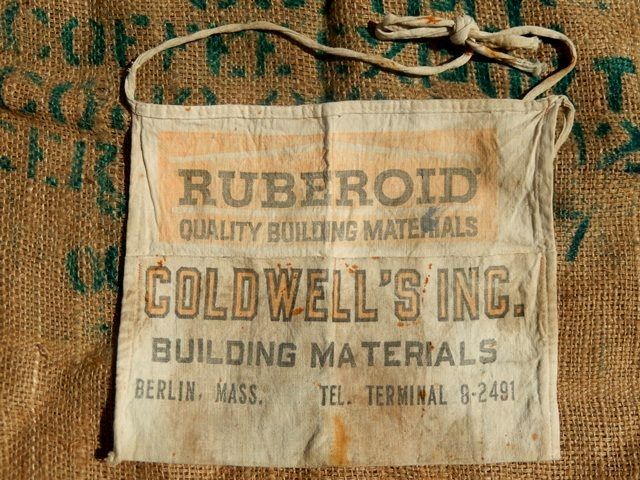 RUBEROID
QUALITY BUILDING MATERIALS
COLDWELL'S INC.
BUILDING MATERIALS
BERLIN, MASS. TEL. TERMINAL 8-2491